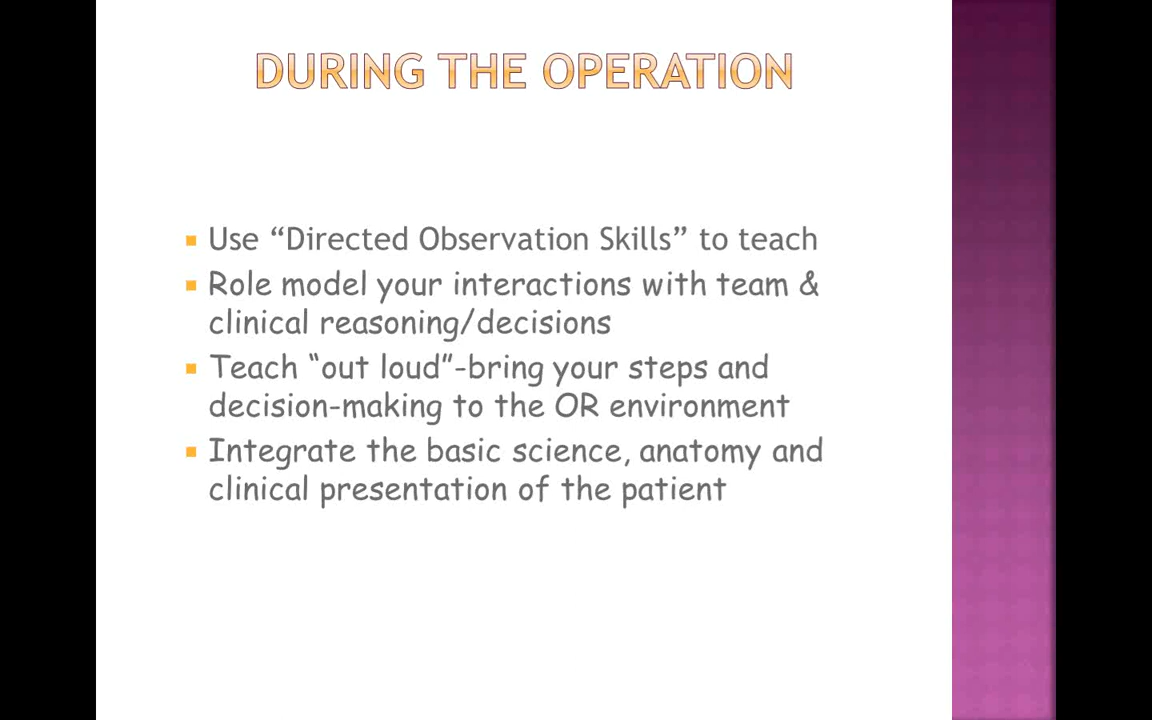 DURING THE OPERATION
Use “Directed Observation Skills” to teach
Role model your interactions with team &
clinical reasoning/decisions
Teach “out loud”-bring your steps and
decision-making to the OR environment
Integrate the basic science, anatomy and
clinical presentation of the patient